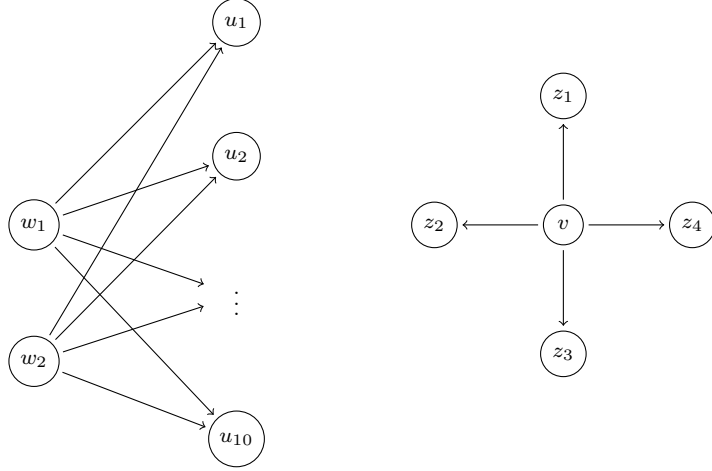 u₁
z₁
u₂
w₁
z₂ v z₄
⋮
w₂
z₃
u₁₀